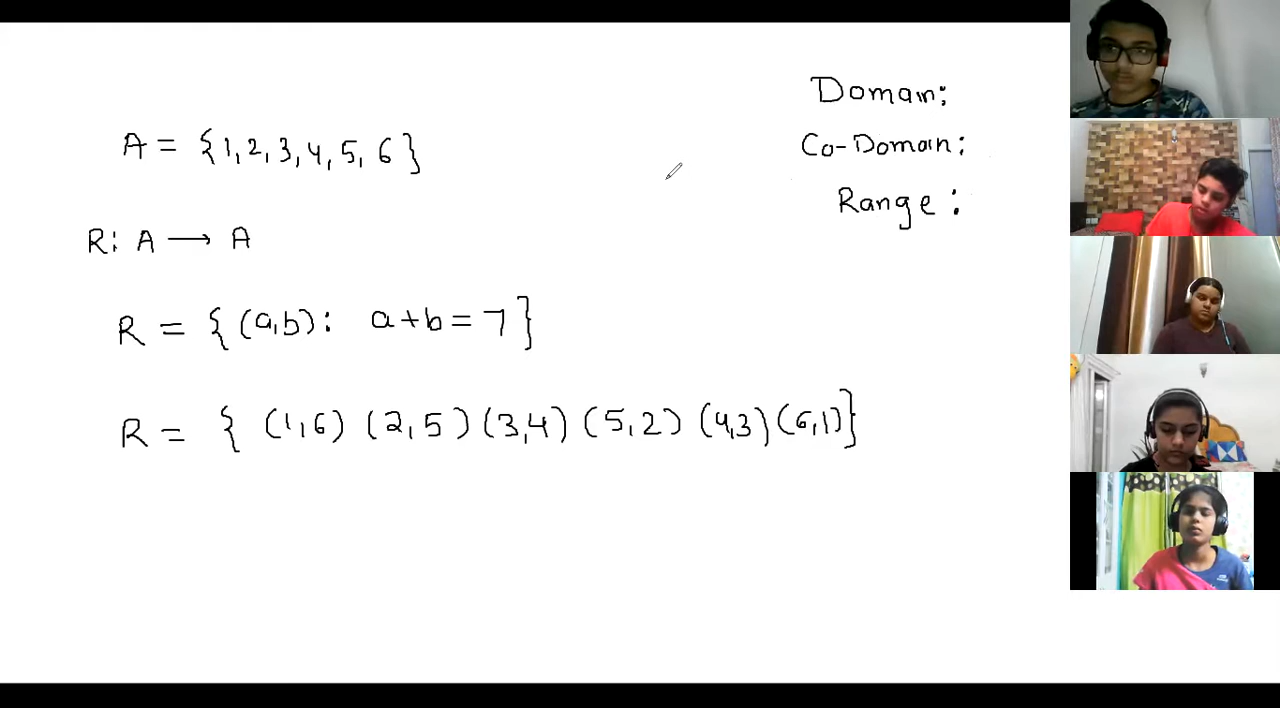 Domain:
Co-Domain:
Range:
A = {1, 2, 3, 4, 5, 6}
R: A → A
R = {(a,b): a+b=7}
R = { (1,6) (2,5) (3,4) (5,2) (4,3) (6,1)}